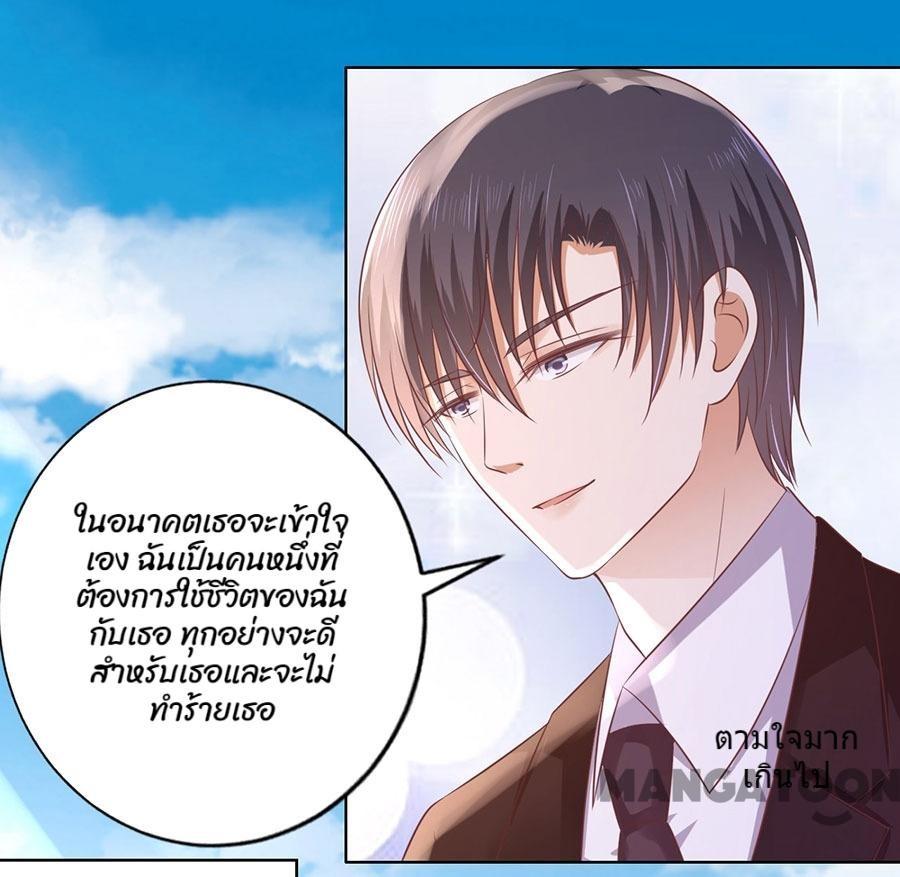 ในอนาคตเธอจะเข้าใจ
เอง ฉันเป็นคนหนึ่งที่
ต้องการใช้ชีวิตของฉัน
กับเธอ ทุกอย่างจะดี
สำหรับเธอและจะไม่
ทำร้ายเธอ
ตามใจมาก
เกินไป
MANGATOON